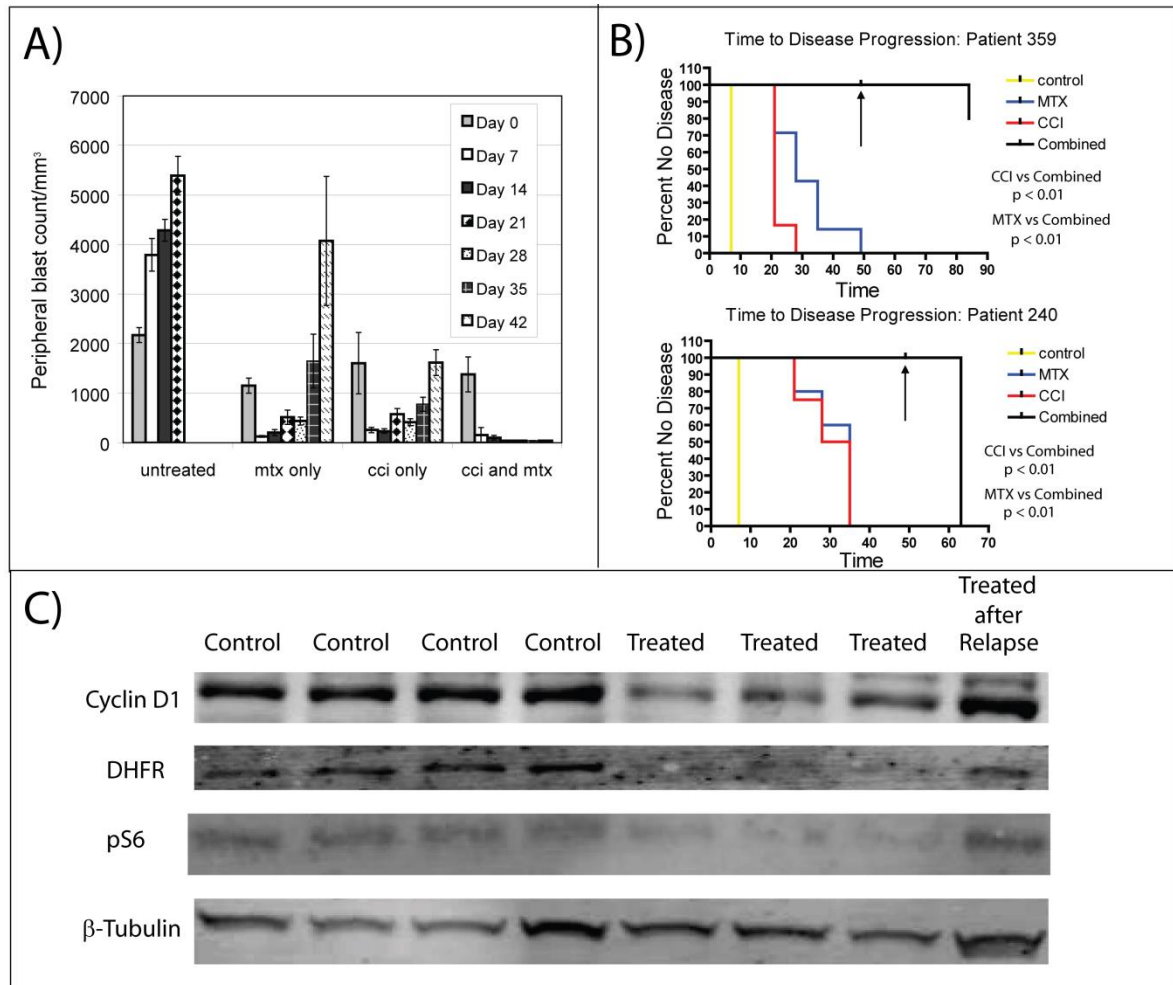 A)
7000
6000
5000
4000
3000
2000
1000
0
Peripheral blast count/mm³
Day 0
Day 7
Day 14
Day 21
Day 28
Day 35
Day 42
untreated mtx only cci only cci and mtx
B)
Time to Disease Progression: Patient 359
110
100
90
80
70
60
50
40
30
20
10
0
Percent No Disease
0 10 20 30 40 50 60 70 80 90
Time
control
MTX
CCI
Combined
CCI vs Combined
p < 0.01
MTX vs Combined
p < 0.01
Time to Disease Progression: Patient 240
110
100
90
80
70
60
50
40
30
20
10
0
Percent No Disease
0 10 20 30 40 50 60 70
Time
control
MTX
CCI
Combined
CCI vs Combined
p < 0.01
MTX vs Combined
p < 0.01
C)
Control Control Control Control Treated Treated Treated Treated
after
Relapse
Cyclin D1
DHFR
pS6
β-Tubulin